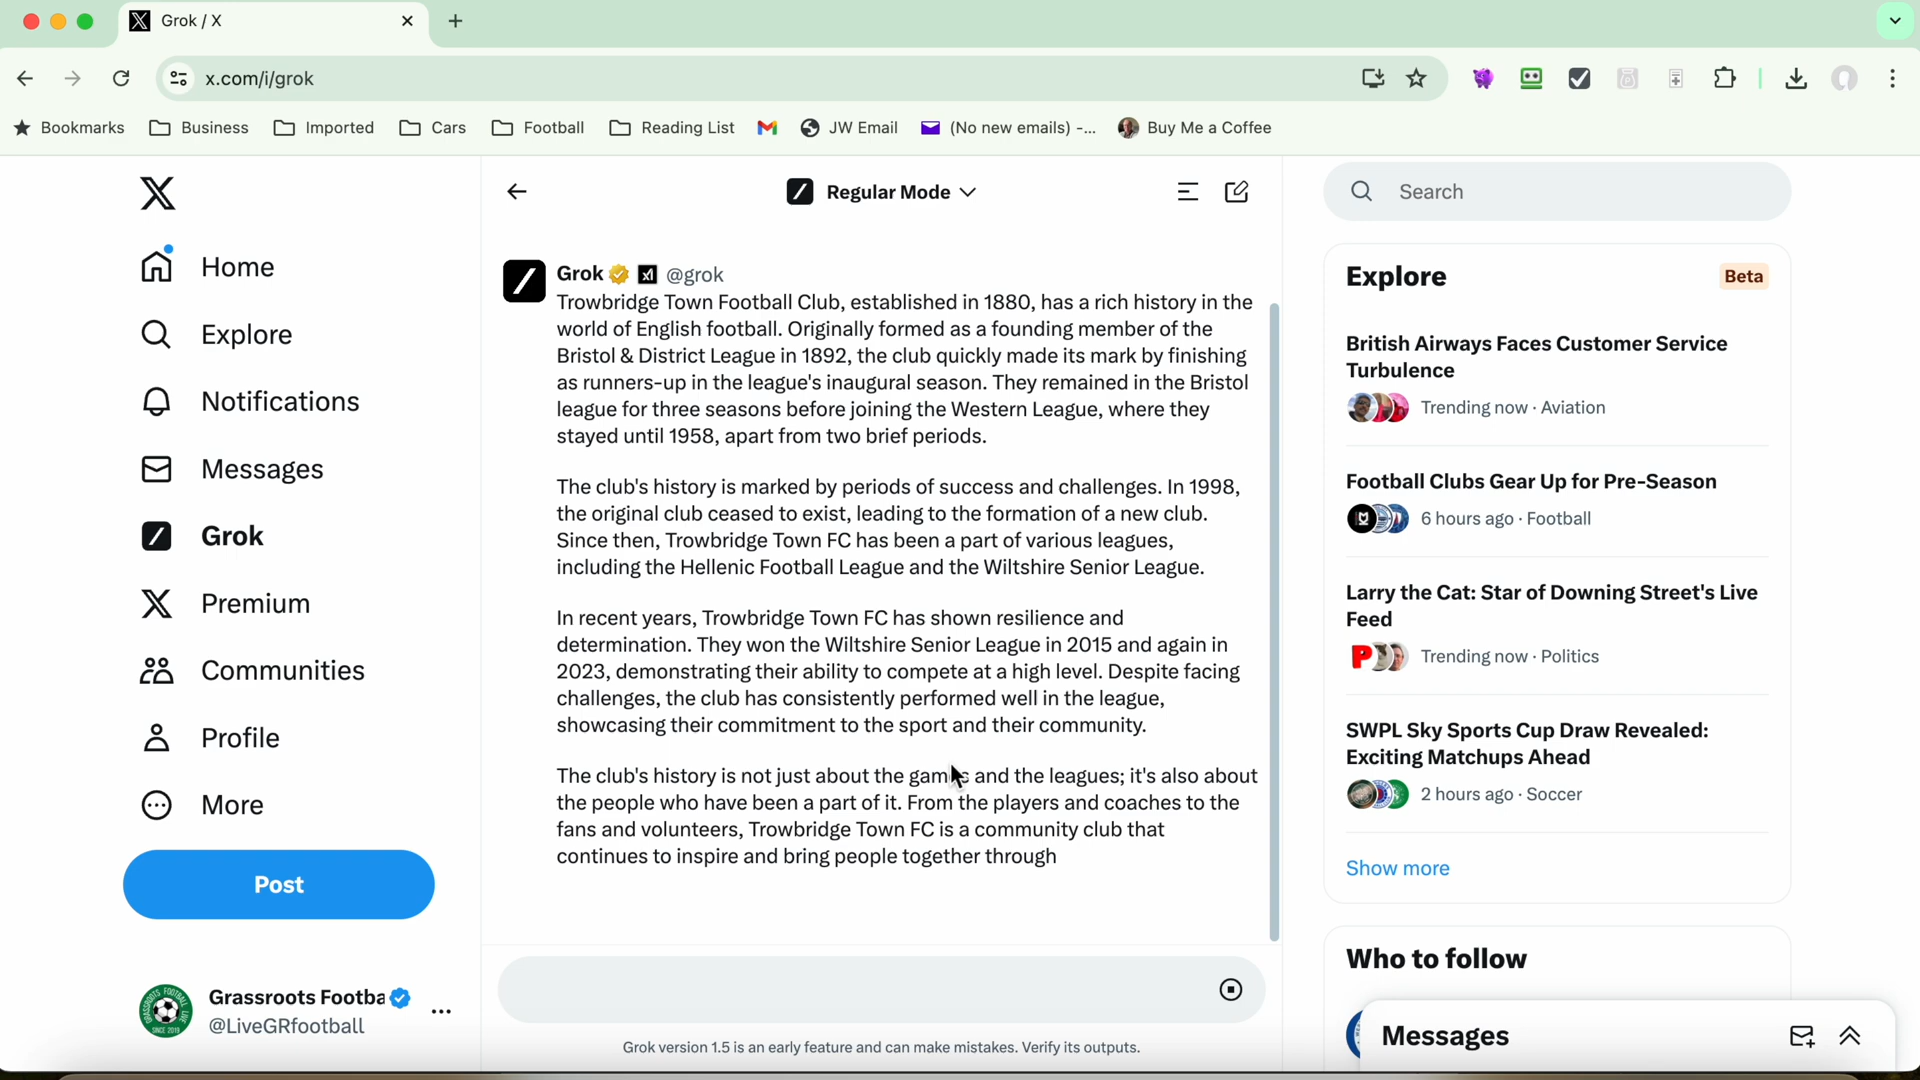 Grok / X
x.com/i/grok
Bookmarks Business Imported Cars Football Reading List JW Email (No new emails) -... Buy Me a Coffee
Home
Explore
Notifications
Messages
Grok
Premium
Communities
Profile
More
Post
Grassroots Footba
@LiveGRfootball
Regular Mode
Grok @grok
Trowbridge Town Football Club, established in 1880, has a rich history in the
world of English football. Originally formed as a founding member of the
Bristol & District League in 1892, the club quickly made its mark by finishing
as runners-up in the league's inaugural season. They remained in the Bristol
league for three seasons before joining the Western League, where they
stayed until 1958, apart from two brief periods.
The club's history is marked by periods of success and challenges. In 1998,
the original club ceased to exist, leading to the formation of a new club.
Since then, Trowbridge Town FC has been a part of various leagues,
including the Hellenic Football League and the Wiltshire Senior League.
In recent years, Trowbridge Town FC has shown resilience and
determination. They won the Wiltshire Senior League in 2015 and again in
2023, demonstrating their ability to compete at a high level. Despite facing
challenges, the club has consistently performed well in the league,
showcasing their commitment to the sport and their community.
The club's history is not just about the games and the leagues; it's also about
the people who have been a part of it. From the players and coaches to the
fans and volunteers, Trowbridge Town FC is a community club that
continues to inspire and bring people together through
Grok version 1.5 is an early feature and can make mistakes. Verify its outputs.
Search
Explore Beta
British Airways Faces Customer Service
Turbulence
Trending now · Aviation
Football Clubs Gear Up for Pre-Season
6 hours ago · Football
Larry the Cat: Star of Downing Street's Live
Feed
Trending now · Politics
SWPL Sky Sports Cup Draw Revealed:
Exciting Matchups Ahead
2 hours ago · Soccer
Show more
Who to follow
Messages